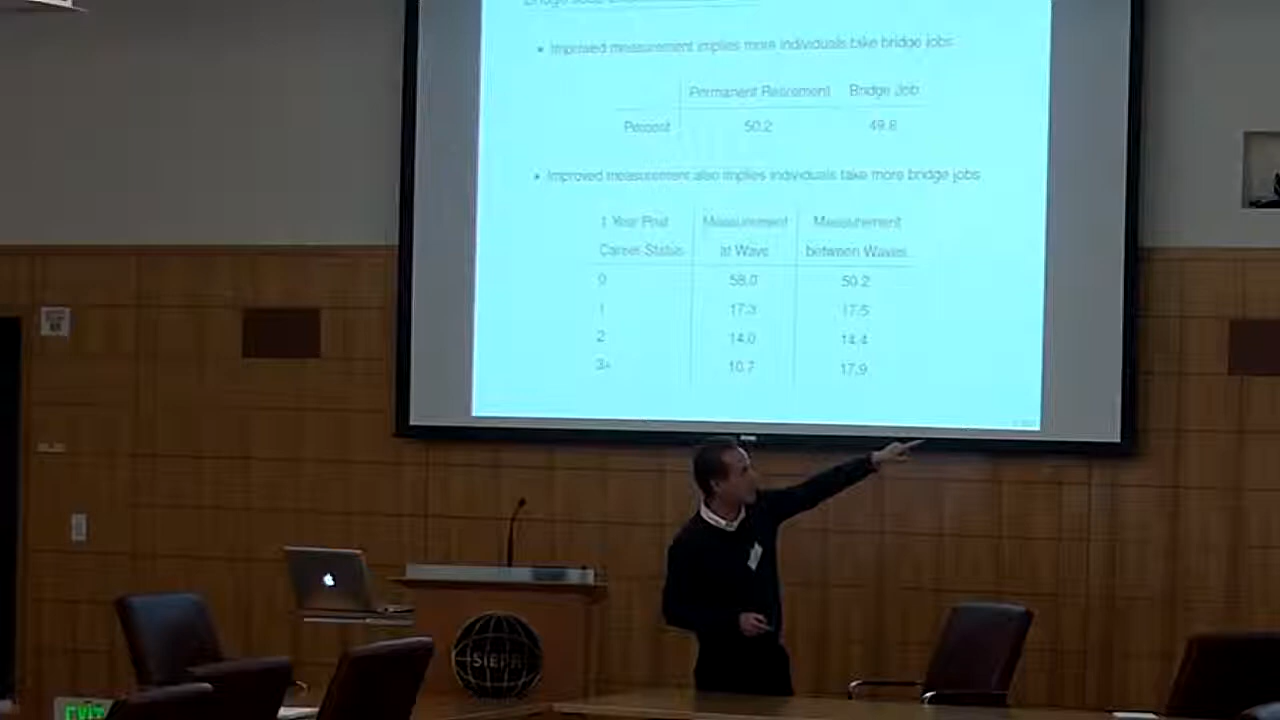 • Improved measurement implies more individuals take bridge jobs
Permanent Retirement Bridge Job
Percent 50.2 49.8
• Improved measurement also implies individuals take more bridge jobs
1 Year Post Measurement Measurement
Career Status at Wave between Waves
0 58.0 50.2
1 17.3 17.5
2 14.0 14.4
3+ 10.7 17.9
SIEPR
EXIT